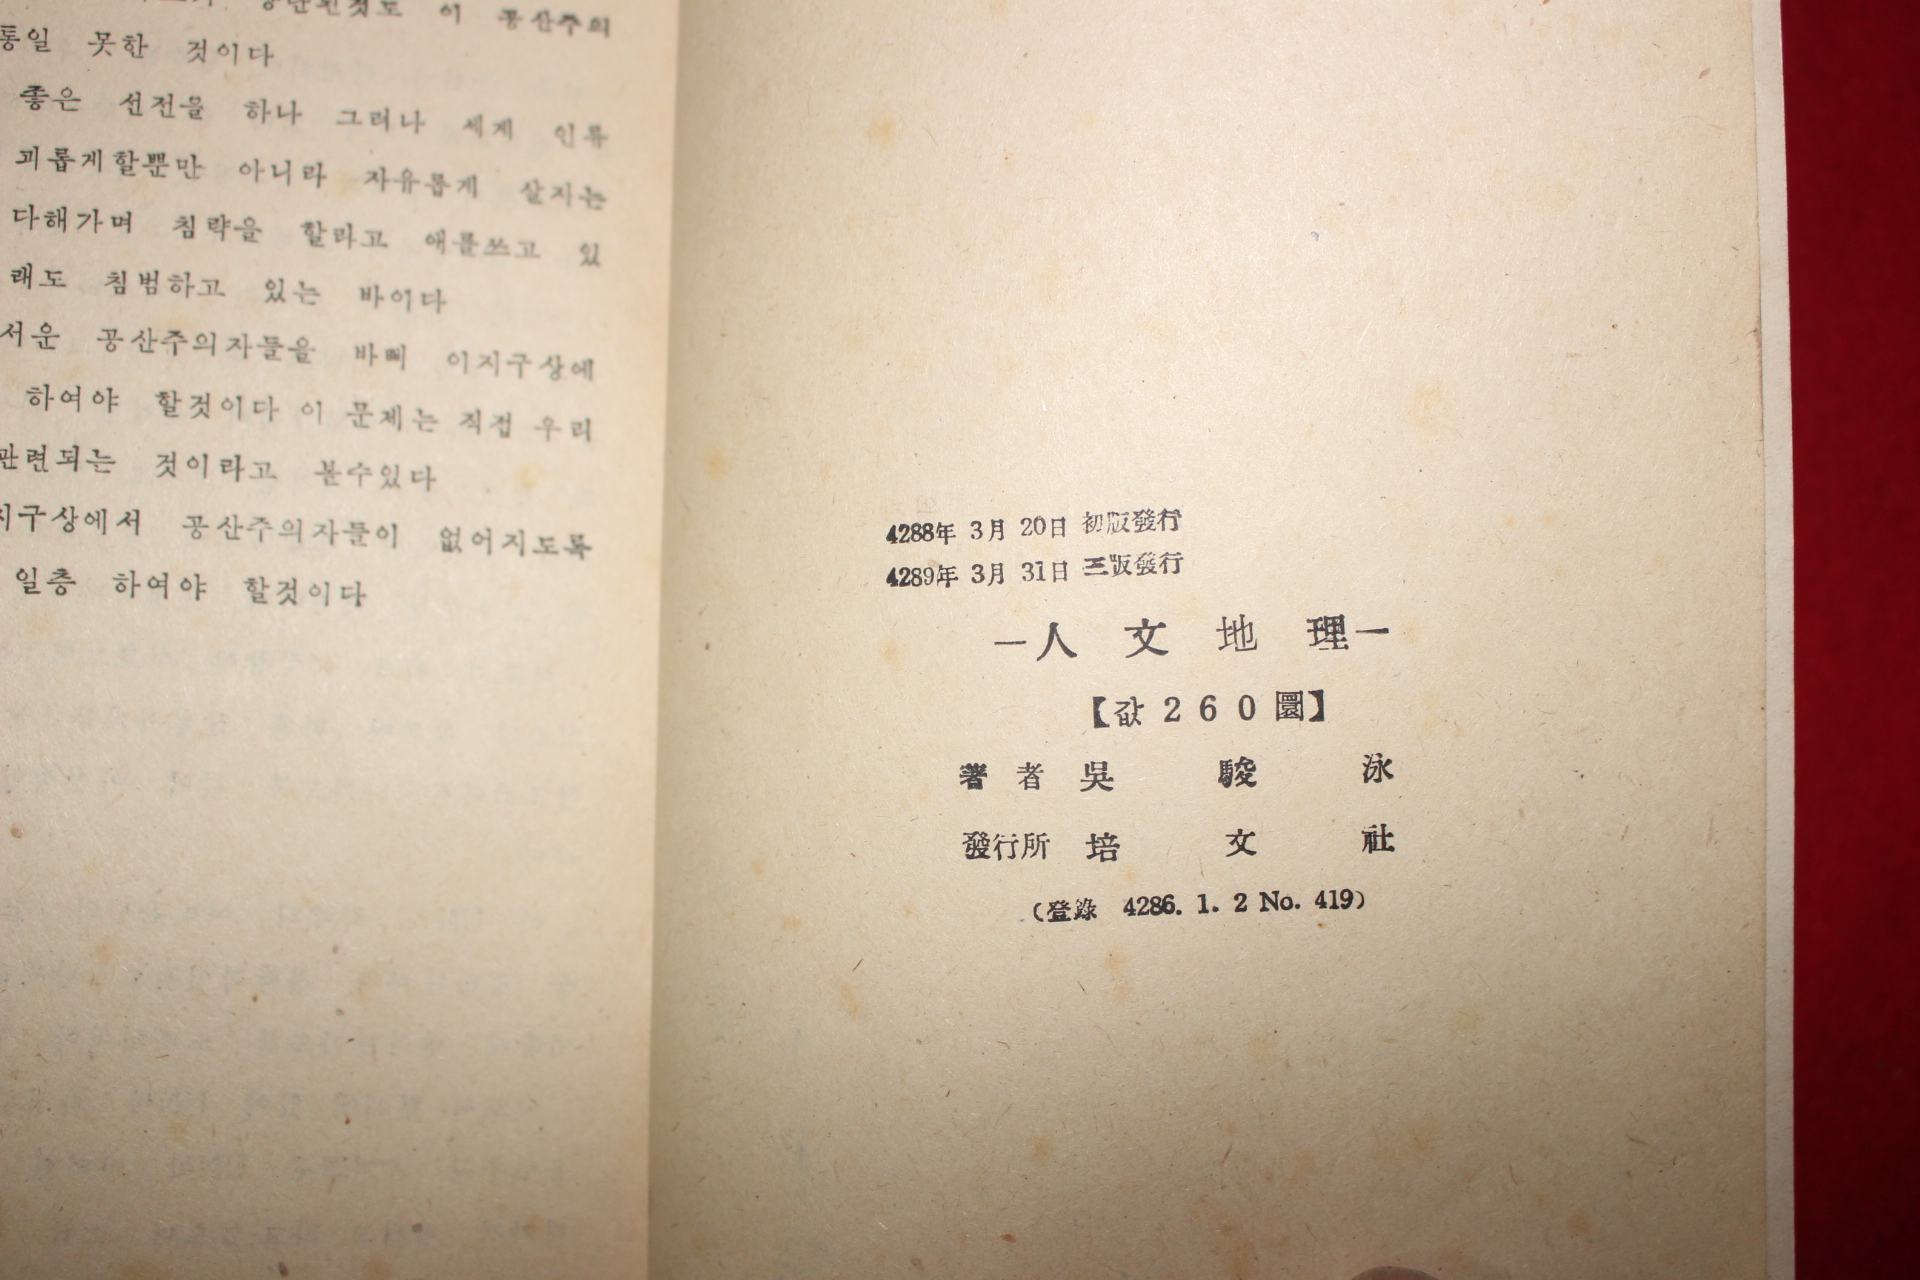 이 공산주의
통일 못한 것이다
좋은 선전을 하나 그러나 세계 인류
괴롭게할뿐만 아니라 자유롭게 살자는
다해가며 침략을 할라고 애를쓰고 있
래도 침범하고 있는 바이다
서운 공산주의자들을 바삐 이지구상에
하여야 할것이다 이 문제는 직접 우리
관련되는 것이라고 볼수있다
지구상에서 공산주의자들이 없어지도록
일층 하여야 할것이다
4288年 3月 20日 初版發行
4289年 3月 31日 三版發行
—人文地理—
【값 260圜】
著者 吳駿泳
發行所 培文社
(登錄 4286. 1. 2 No. 419)